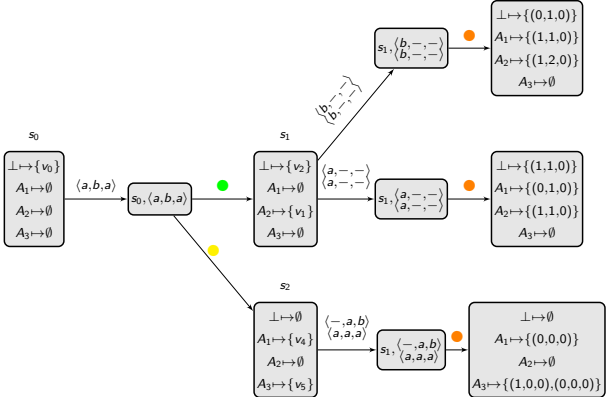 ⊥↦{(0,1,0)}
A₁↦{(1,1,0)}
A₂↦{(1,2,0)}
A₃↦∅
s₁,⟨b,−,−⟩
⟨b,−,−⟩
⟨b,−,−⟩
⟨b,−,−⟩
s₀
⊥↦{v₀}
A₁↦∅
A₂↦∅
A₃↦∅
⟨a,b,a⟩
s₀,⟨a,b,a⟩
s₁
⊥↦{v₂}
A₁↦∅
A₂↦{v₁}
A₃↦∅
⟨a,−,−⟩
⟨a,−,−⟩
s₁,⟨a,−,−⟩
⟨a,−,−⟩
⊥↦{(1,1,0)}
A₁↦{(0,1,0)}
A₂↦{(1,1,0)}
A₃↦∅
s₂
⊥↦∅
A₁↦{v₄}
A₂↦∅
A₃↦{v₅}
⟨−,a,b⟩
⟨a,a,a⟩
s₁,⟨−,a,b⟩
⟨a,a,a⟩
⊥↦∅
A₁↦{(0,0,0)}
A₂↦∅
A₃↦{(1,0,0),(0,0,0)}